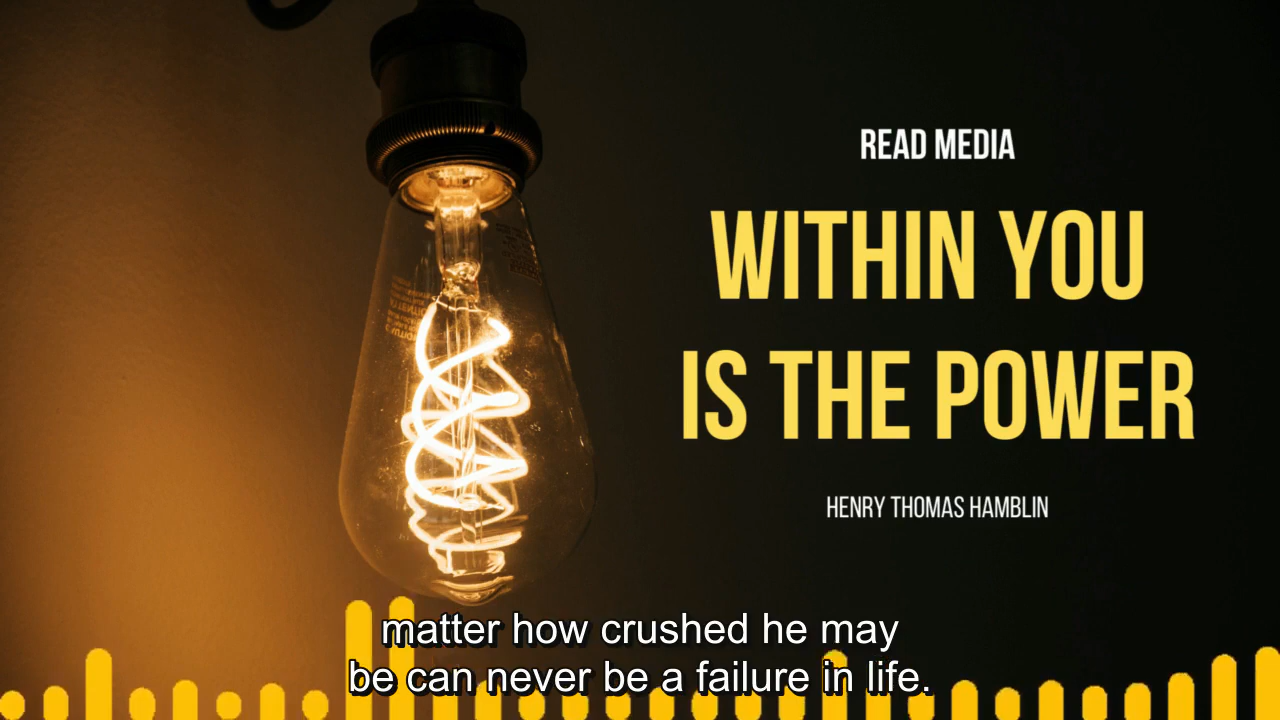 READ MEDIA
WITHIN YOU
IS THE POWER
HENRY THOMAS HAMBLIN
matter how crushed he may
be can never be a failure in life.